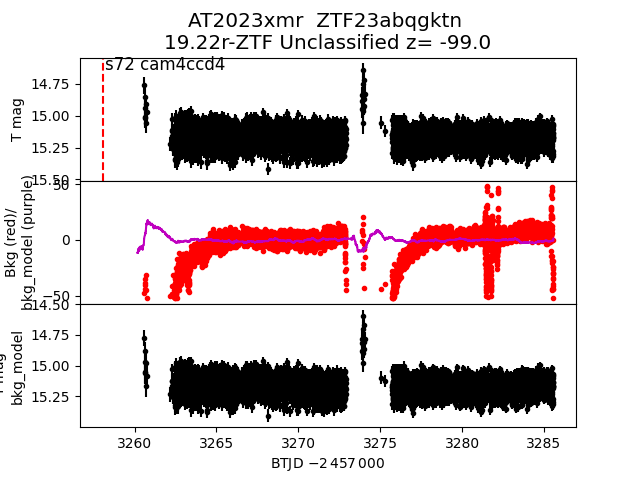 AT2023xmr ZTF23abqgktn
19.22r-ZTF Unclassified z= -99.0
s72 cam4ccd4
T mag
14.75
15.00
15.25
15.50
Bkg (red)/
bkg_model (purple)
50
0
−50
bkg_model
14.50
14.75
15.00
15.25
3260 3265 3270 3275 3280 3285
BTJD −2 457 000